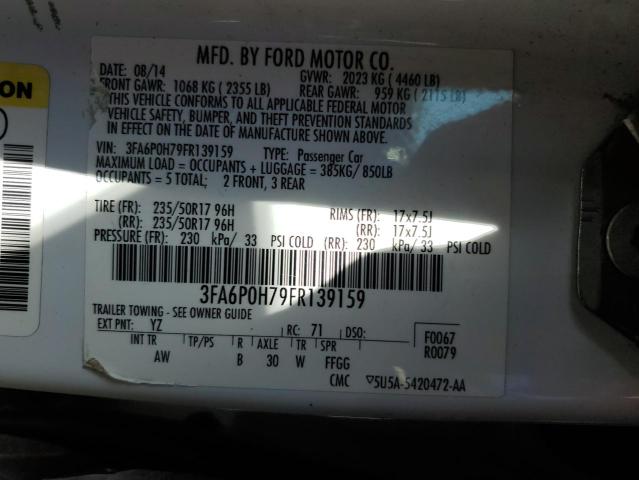 MFD. BY FORD MOTOR CO.
DATE: 08/14 GVWR: 2023 KG ( 4460 LB)
FRONT GAWR: 1068 KG ( 2355 LB) REAR GAWR: 959 KG ( 2115 LB)
THIS VEHICLE CONFORMS TO ALL APPLICABLE FEDERAL MOTOR
VEHICLE SAFETY, BUMPER, AND THEFT PREVENTION STANDARDS
IN EFFECT ON THE DATE OF MANUFACTURE SHOWN ABOVE
VIN: 3FA6P0H79FR139159 TYPE: Passenger Car
MAXIMUM LOAD = OCCUPANTS + LUGGAGE = 385KG/ 850LB
OCCUPANTS = 5 TOTAL; 2 FRONT, 3 REAR
TIRE (FR): 235/50R17 96H RIMS (FR): 17x7.5J
(RR): 235/50R17 96H (RR): 17x7.5J
PRESSURE (FR): 230 kPa/ 33 PSI COLD (RR): 230 kPa/ 33 PSI COLD
3FA6P0H79FR139159
TRAILER TOWING - SEE OWNER GUIDE
EXT PNT: YZ RC: 71 DSO: F0067
INT TR TP/PS R AXLE TR SPR R0079
AW B 30 W FFGG
CMC ▽5U5A-5420472-AA
ON